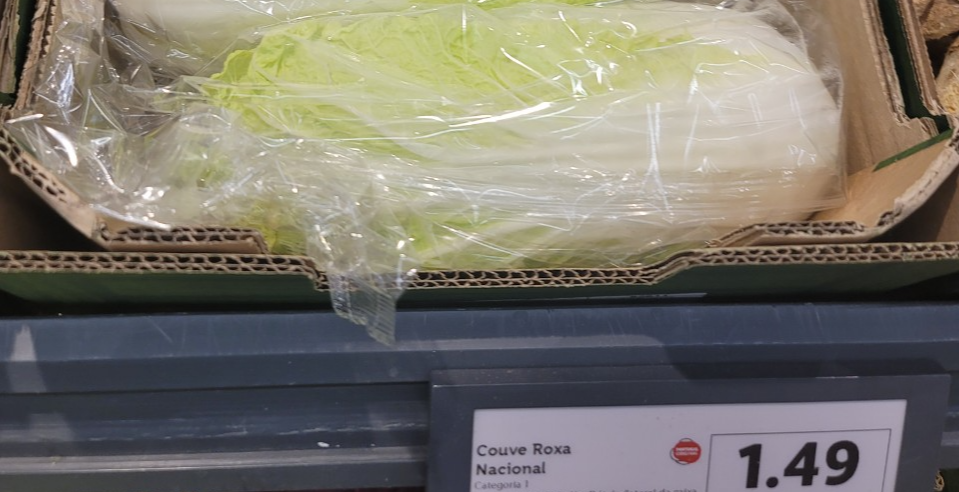 Couve Roxa
Nacional
Categoria 1
1.49